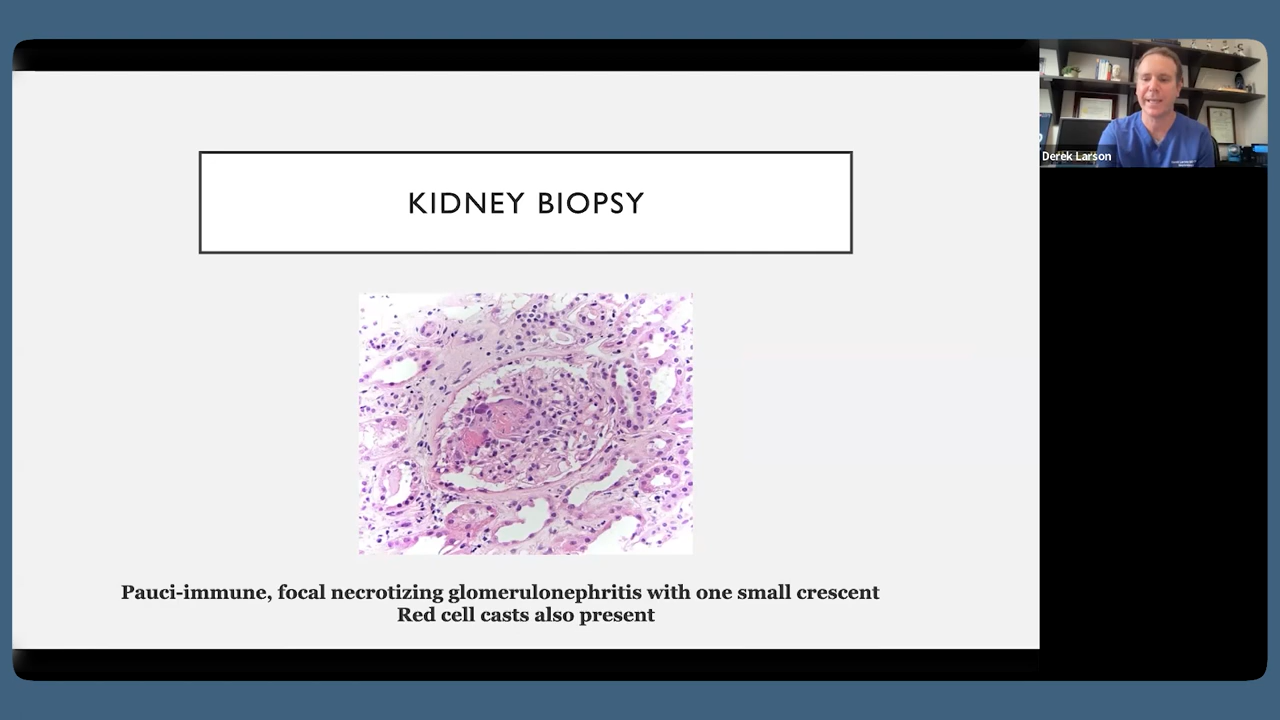 KIDNEY BIOPSY
Pauci-immune, focal necrotizing glomerulonephritis with one small crescent
Red cell casts also present
Derek Larson